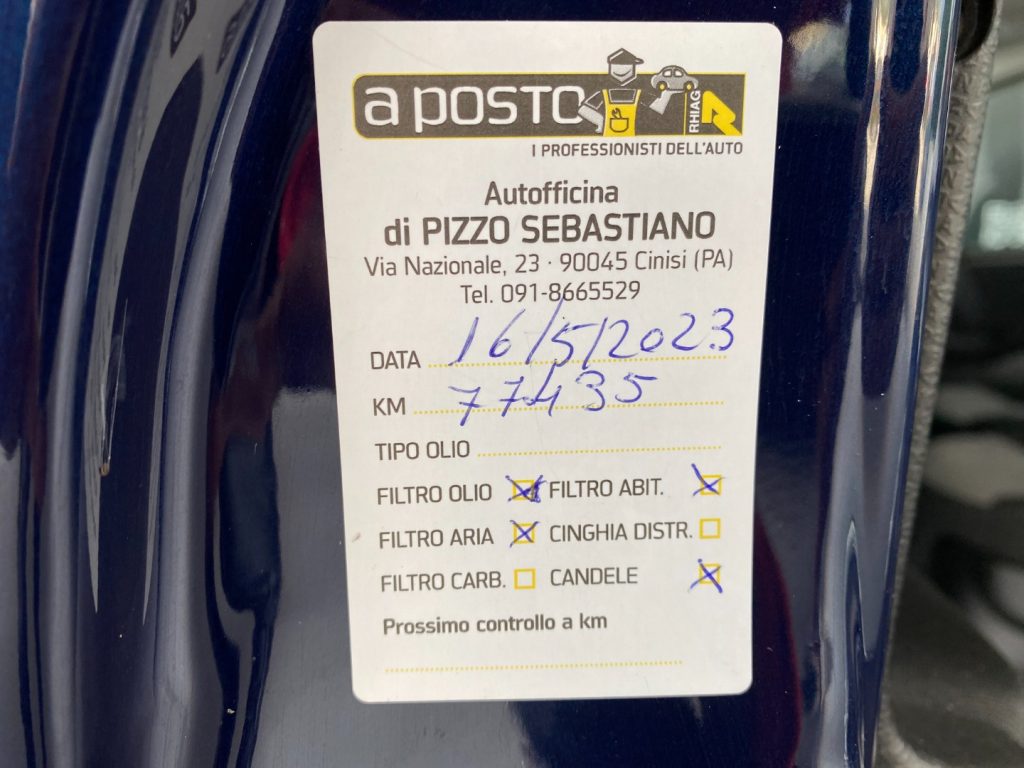 a POSTO
RHIAG
I PROFESSIONISTI DELL'AUTO
Autofficina
di PIZZO SEBASTIANO
Via Nazionale, 23 · 90045 Cinisi (PA)
Tel. 091-8665529
DATA 16/5/2023
KM 77435
TIPO OLIO
FILTRO OLIO FILTRO ABIT.
FILTRO ARIA CINGHIA DISTR.
FILTRO CARB. CANDELE
Prossimo controllo a km